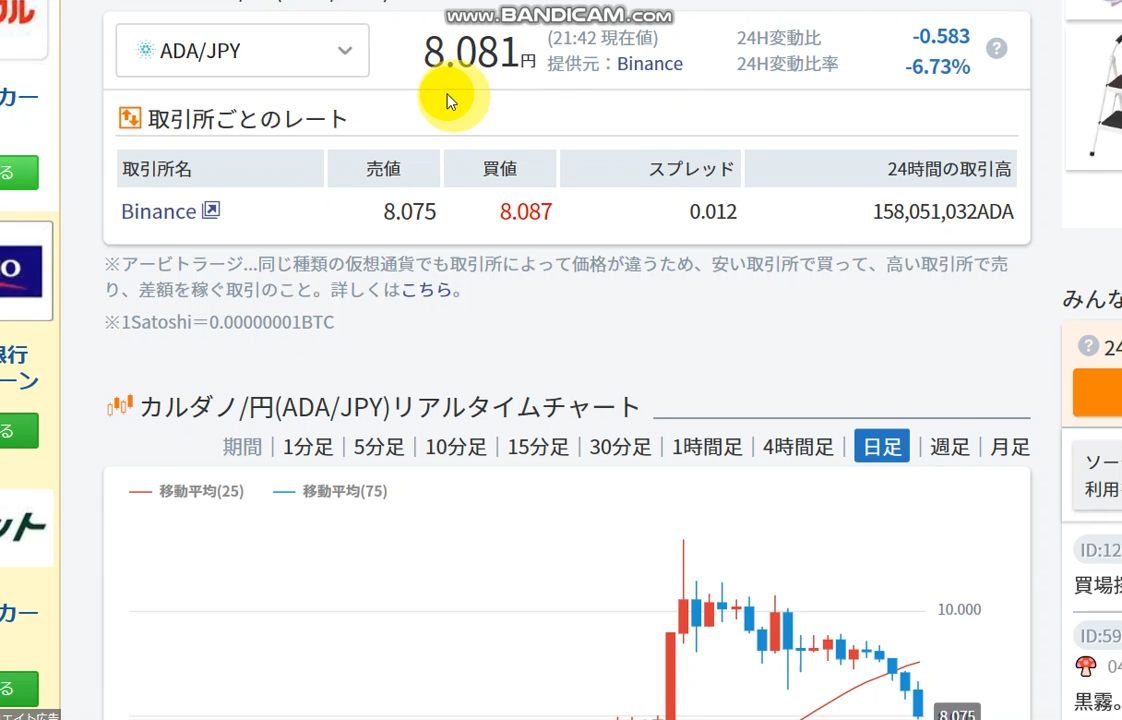 www.BANDICAM.com
ADA/JPY
8.081円
(21:42 現在値)
提供元：Binance
24H変動比
-0.583
24H変動比率
-6.73%
取引所ごとのレート
取引所名 売値 買値 スプレッド 24時間の取引高
Binance 8.075 8.087 0.012 158,051,032ADA
※アービトラージ...同じ種類の仮想通貨でも取引所によって価格が違うため、安い取引所で買って、高い取引所で売
り、差額を稼ぐ取引のこと。詳しくはこちら。
※1Satoshi＝0.00000001BTC
カルダノ/円(ADA/JPY)リアルタイムチャート
期間 | 1分足 | 5分足 | 10分足 | 15分足 | 30分足 | 1時間足 | 4時間足 | 日足 | 週足 | 月足
移動平均(25) 移動平均(75)
10.000
8.075
カー
る
O
銀行
ーン
る
ット
カー
る
みんな
24
ソー
利用
ID:12
買場
ID:59
04
黒霧。